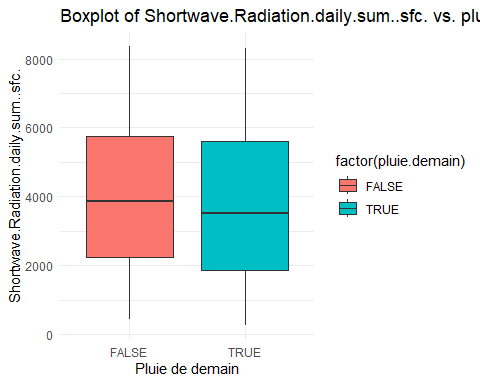 Boxplot of Shortwave.Radiation.daily.sum..sfc. vs. plu
Shortwave.Radiation.daily.sum..sfc.
8000
6000
4000
2000
0
FALSE
TRUE
Pluie de demain
factor(pluie.demain)
FALSE
TRUE